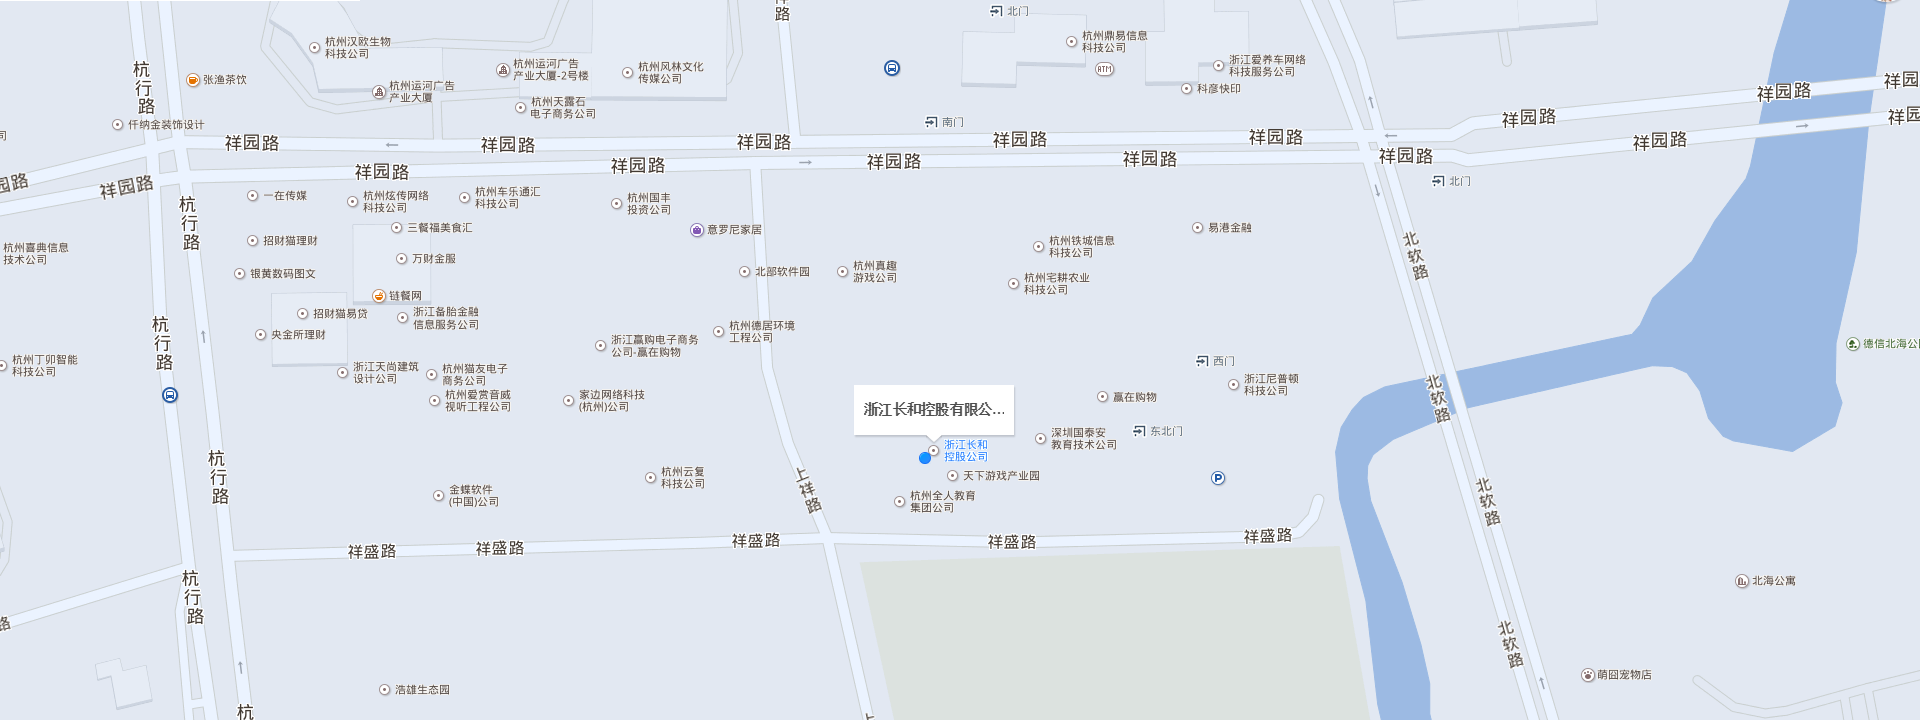 祥
路
北门
杭州鼎易信息
科技公司
杭州汉欧生物
科技公司
杭
行
路
张渔茶饮
杭州运河广告
产业大厦-2号楼
杭州风林文化
传媒公司
ATM
浙江爱养车网络
科技服务公司
科彦快印
杭州运河广告
产业大厦
杭州天露石
电子商务公司
祥园路
祥园
祥园路
祥园
祥园路
仟纳金装饰设计
司
南门
祥园路
祥园路
祥园路
祥园路
祥园路
祥园路
祥园路
祥园路
祥园路
祥园路
祥园路
祥园路
园路
祥园路
北门
一在传媒
杭州炫传网络
科技公司
杭州车乐通汇
科技公司
杭州国丰
投资公司
杭
行
路
三餐福美食汇
意罗尼家居
易港金融
招财猫理财
杭州喜典信息
技术公司
杭州铁城信息
科技公司
北
软
路
万财金服
银黄数码图文
北部软件园
杭州真趣
游戏公司
杭州宅耕农业
科技公司
链餐网
招财猫易贷
浙江备胎金融
信息服务公司
央金所理财
杭
行
路
杭州德居环境
工程公司
浙江赢购电子商务
公司-赢在购物
德信北海公
杭州丁卯智能
科技公司
浙江天尚建筑
设计公司
杭州猫友电子
商务公司
西门
浙江尼普顿
科技公司
杭州爱赏音威
视听工程公司
家边网络科技
(杭州)公司
赢在购物
北
软
路
浙江长和控股有限公...
浙江长和
控股公司
深圳国泰安
教育技术公司
东北门
天下游戏产业园
P
杭州云复
科技公司
杭
行
路
上
祥
路
金蝶软件
(中国)公司
杭州全人教育
集团公司
北
软
路
祥盛路
祥盛路
祥盛路
祥盛路
祥盛路
杭
行
路
北海公寓
路
北
软
路
萌囧宠物店
浩雄生态园
杭
上